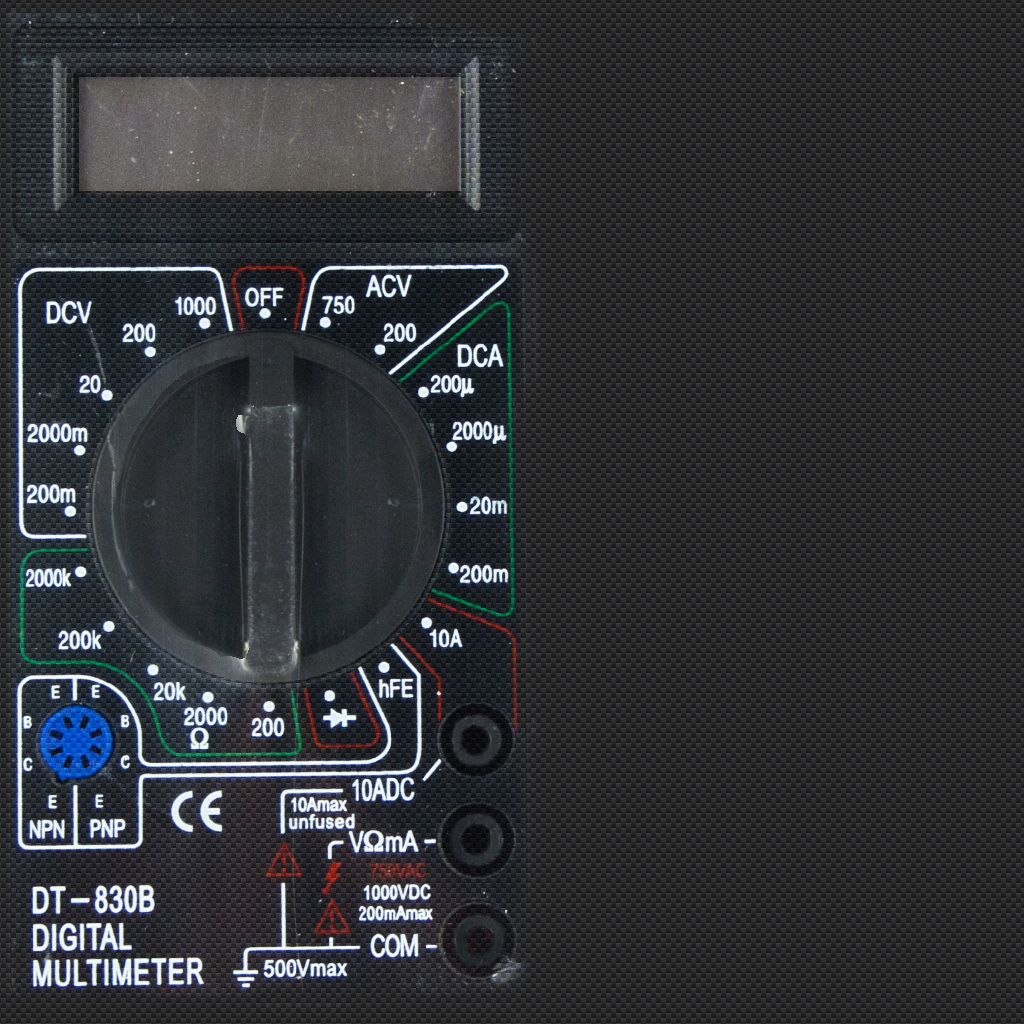 OFF
ACV
DCV
1000
750
200
200
DCA
20
200µ
2000m
2000µ
200m
20m
2000k
200m
200k
10A
20k
hFE
2000
Ω
200
E E
B B
C C
E E
NPN PNP
CE
10ADC
10Amax
unfused
VΩmA
750VAC
1000VDC
200mAmax
COM
500Vmax
DT-830B
DIGITAL
MULTIMETER